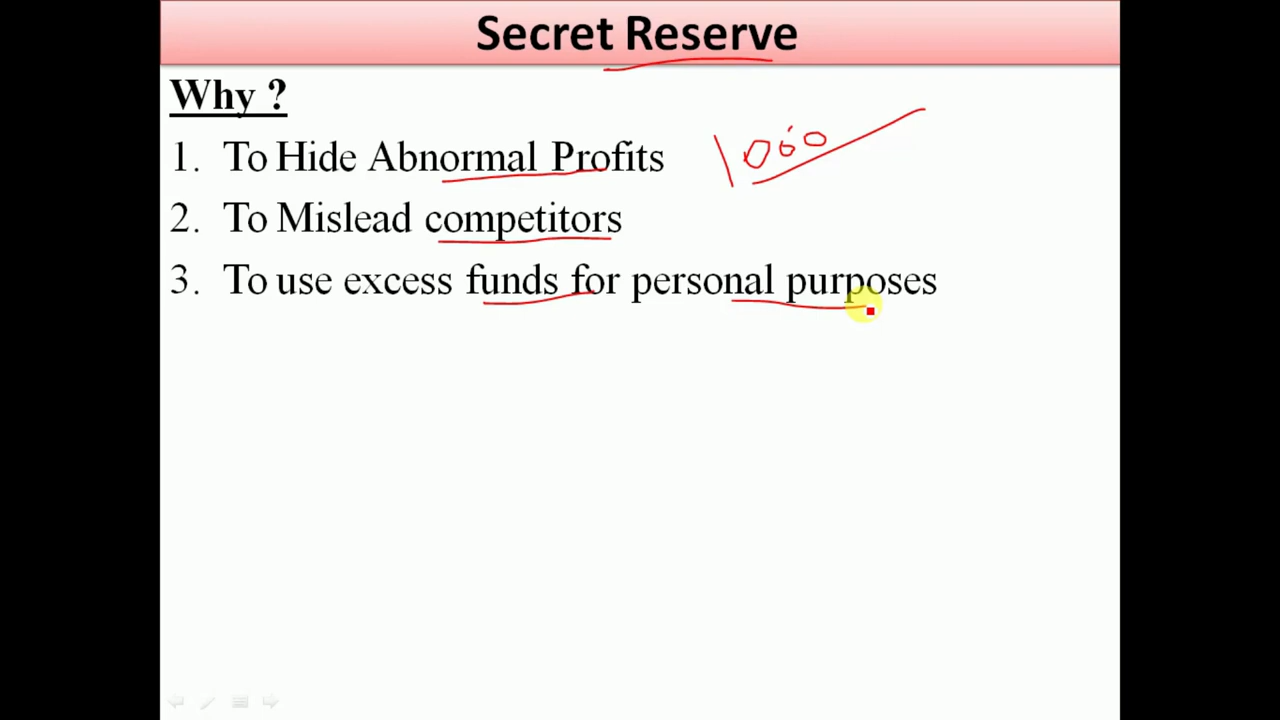 Secret Reserve
Why ?
1. To Hide Abnormal Profits 1000
2. To Mislead competitors
3. To use excess funds for personal purposes